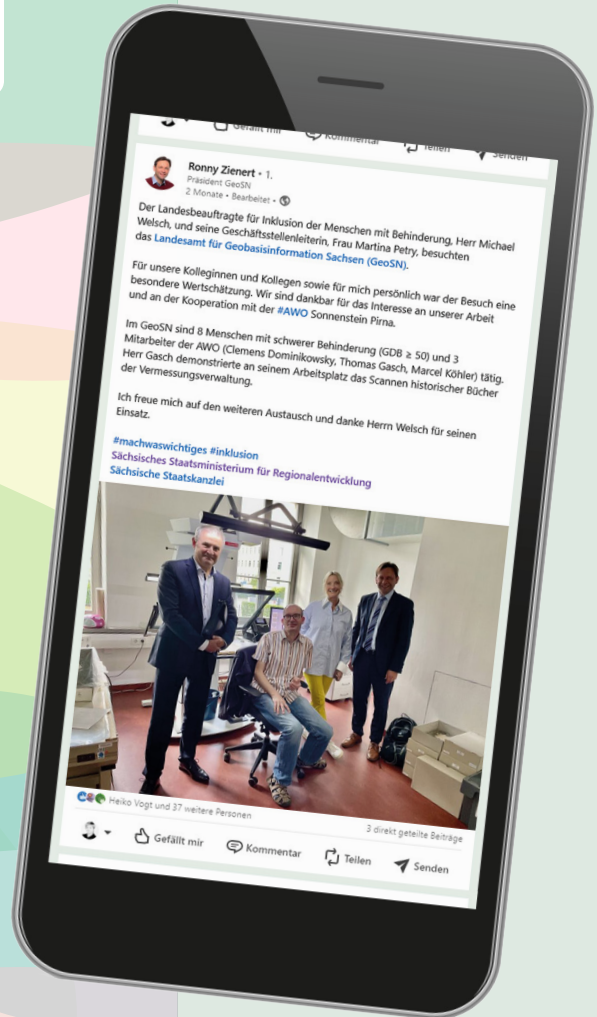 Gefällt mir Kommentar Teilen Senden
Ronny Zienert • 1.
Präsident GeoSN
2 Monate • Bearbeitet •
Der Landesbeauftragte für Inklusion der Menschen mit Behinderung, Herr Michael
Welsch, und seine Geschäftsstellenleiterin, Frau Martina Petry, besuchten
das Landesamt für Geobasisinformation Sachsen (GeoSN).
Für unsere Kolleginnen und Kollegen sowie für mich persönlich war der Besuch eine
besondere Wertschätzung. Wir sind dankbar für das Interesse an unserer Arbeit
und an der Kooperation mit der #AWO Sonnenstein Pirna.
Im GeoSN sind 8 Menschen mit schwerer Behinderung (GDB ≥ 50) und 3
Mitarbeiter der AWO (Clemens Dominikowsky, Thomas Gasch, Marcel Köhler) tätig.
Herr Gasch demonstrierte an seinem Arbeitsplatz das Scannen historischer Bücher
der Vermessungsverwaltung.
Ich freue mich auf den weiteren Austausch und danke Herrn Welsch für seinen
Einsatz.
#machwaswichtiges #inklusion
Sächsisches Staatsministerium für Regionalentwicklung
Sächsische Staatskanzlei
Heiko Vogt und 37 weitere Personen
3 direkt geteilte Beiträge
Gefällt mir Kommentar Teilen Senden